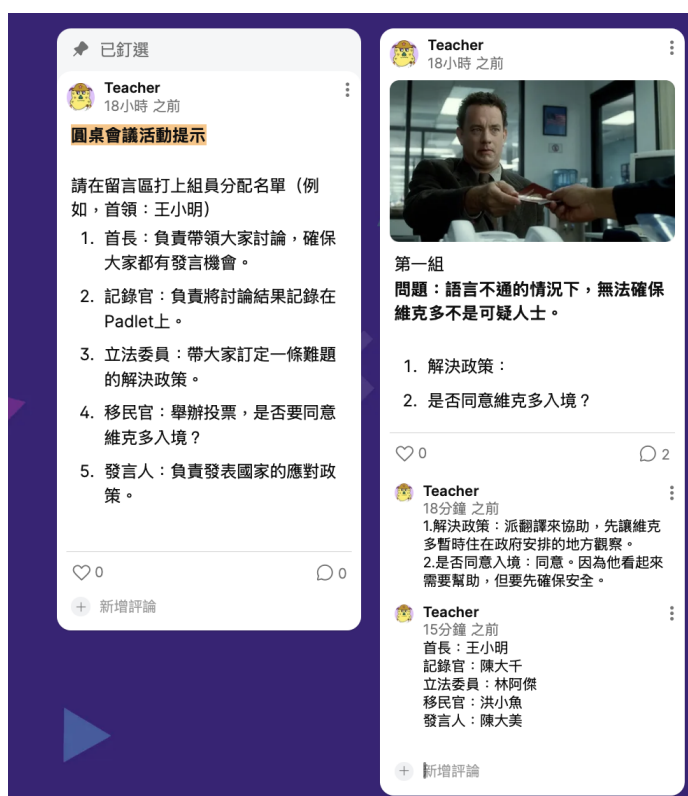 已釘選
Teacher
18小時 之前
圓桌會議活動提示
請在留言區打上組員分配名單（例
如，首領：王小明）
1. 首長：負責帶領大家討論，確保
大家都有發言機會。
2. 記錄官：負責將討論結果記錄在
Padlet上。
3. 立法委員：帶大家訂定一條難題
的解決政策。
4. 移民官：舉辦投票，是否要同意
維克多入境？
5. 發言人：負責發表國家的應對政
策。
0
0
新增評論
Teacher
18小時 之前
第一組
問題：語言不通的情況下，無法確保
維克多不是可疑人士。
1. 解決政策：
2. 是否同意維克多入境？
0
2
Teacher
18分鐘 之前
1.解決政策：派翻譯來協助，先讓維克
多暫時住在政府安排的地方觀察。
2.是否同意入境：同意。因為他看起來
需要幫助，但要先確保安全。
Teacher
15分鐘 之前
首長：王小明
記錄官：陳大千
立法委員：林阿傑
移民官：洪小魚
發言人：陳大美
新增評論